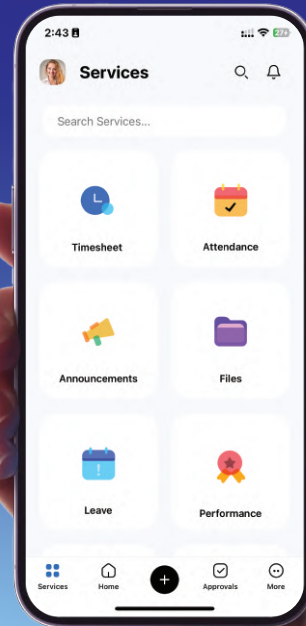 2:43
Services
Search Services...
Timesheet Attendance
Announcements Files
Leave Performance
Services Home Approvals More